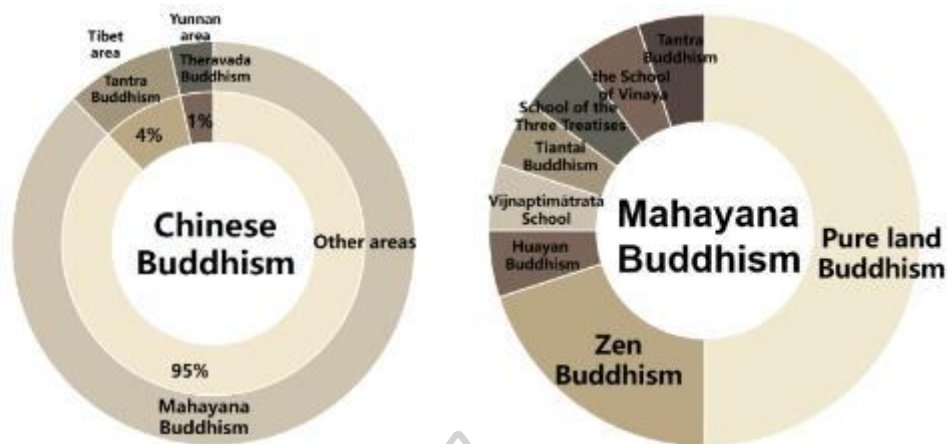 Tibet
area
Yunnan
area
Tantra
Buddhism
Theravada
Buddhism
4%
1%
Chinese
Buddhism
Other areas
95%
Mahayana
Buddhism
Tantra
Buddhism
the School
of Vinaya
School of the
Three Treatises
Tiantai
Buddhism
Vijnaptimātrata
School
Huayan
Buddhism
Mahayana
Buddhism
Pure land
Buddhism
Zen
Buddhism